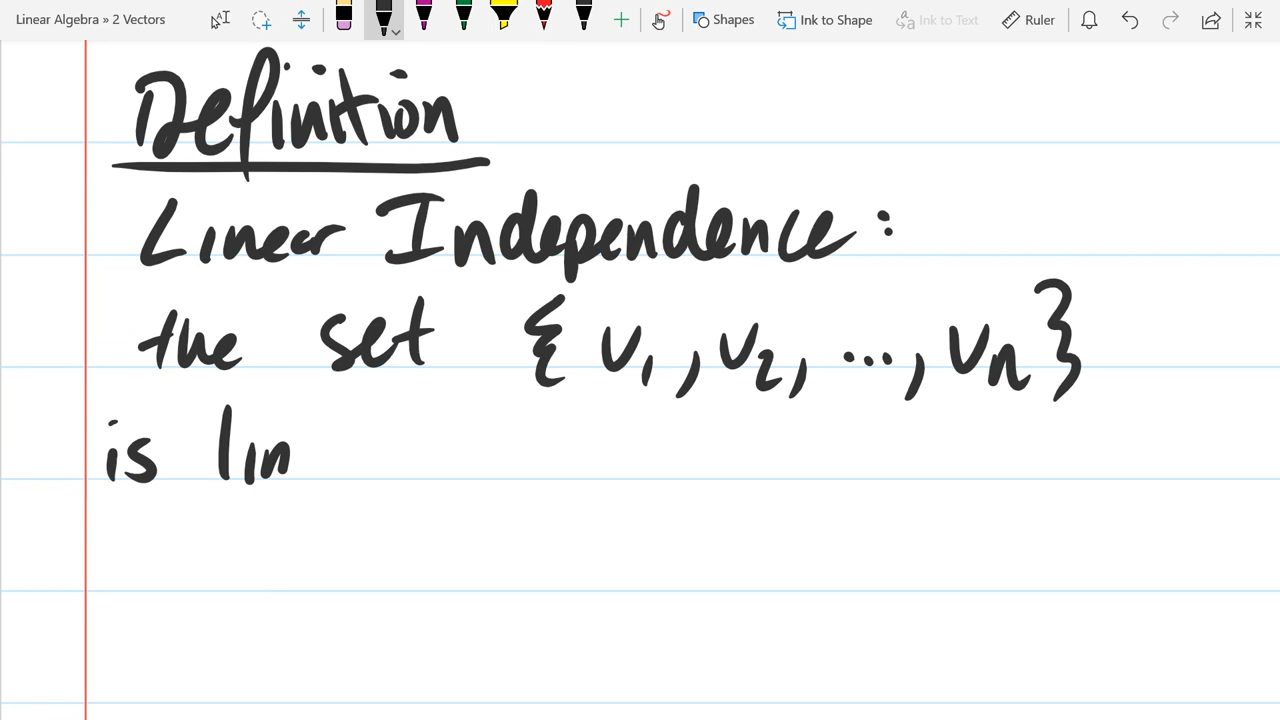 Linear Algebra » 2 Vectors
Shapes
Ink to Shape
Ink to Text
Ruler
Definition
Linear Independence:
the set { v₁, v₂, ..., vₙ }
is lin